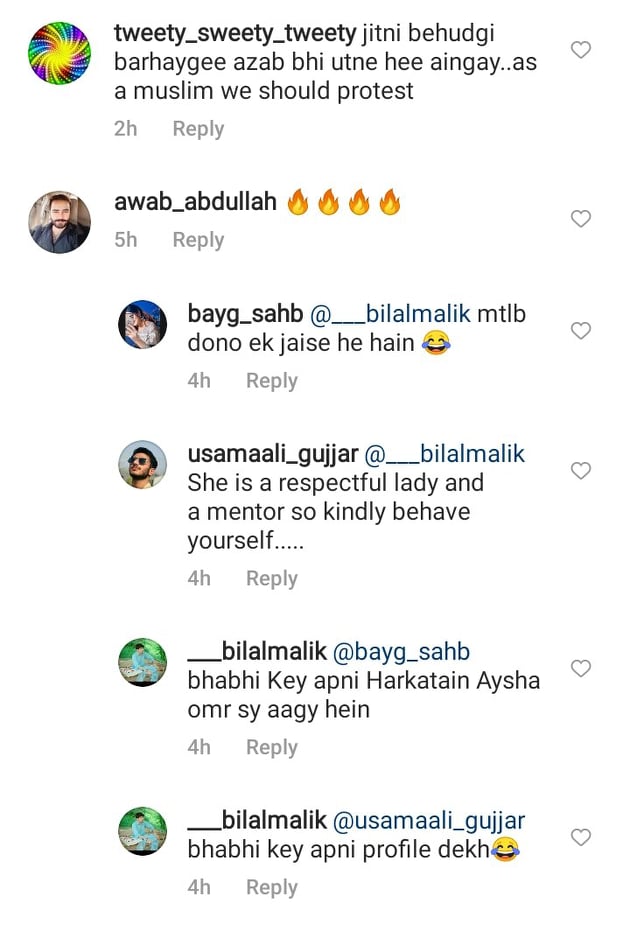 tweety_sweety_tweety jitni behudgi
barhaygee azab bhi utne hee aingay..as
a muslim we should protest
2h Reply
awab_abdullah 🔥🔥🔥🔥
5h Reply
bayg_sahb @___bilalmalik mtlb
dono ek jaise he hain 😂
4h Reply
usamaali_gujjar @___bilalmalik
She is a respectful lady and
a mentor so kindly behave
yourself.....
4h Reply
___bilalmalik @bayg_sahb
bhabhi Key apni Harkatain Aysha
omr sy aagy hein
4h Reply
___bilalmalik @usamaali_gujjar
bhabhi key apni profile dekh😂
4h Reply